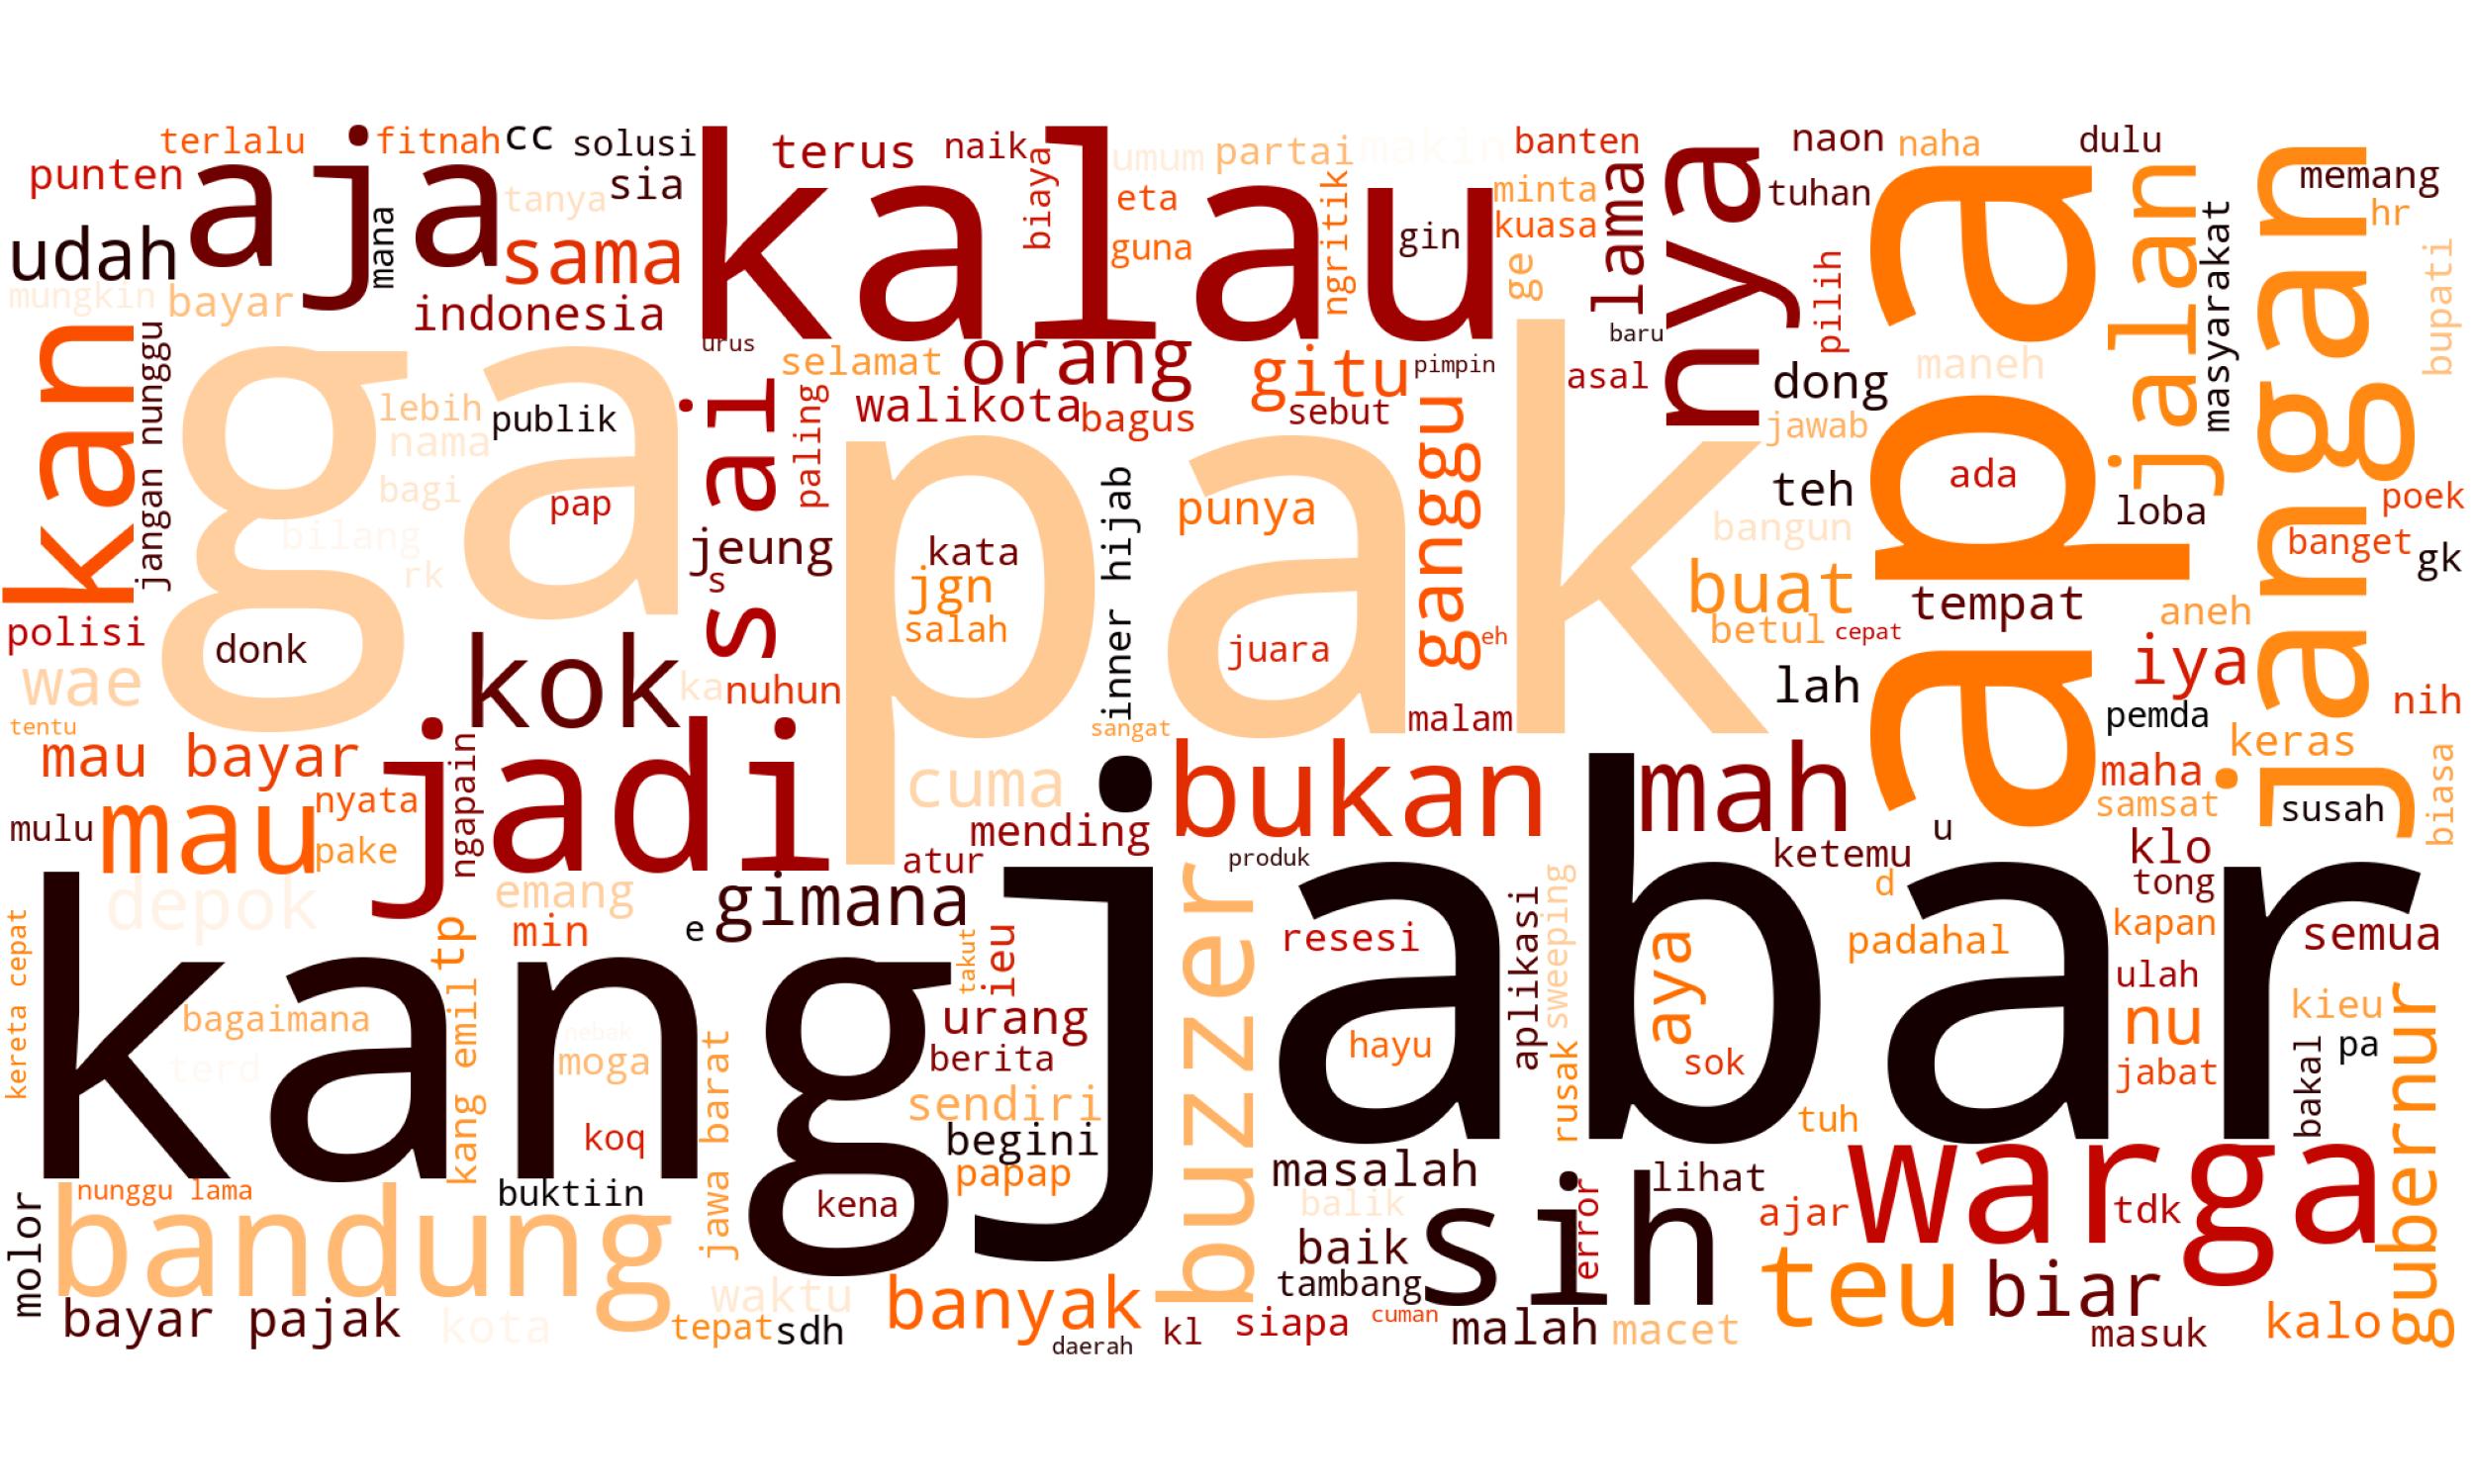 terlalu
fitnah
cc
solusi
terus
naik
umum
partai
makin
banten
naon
naha
dulu
punten
aja
tanya
sia
kalau
biaya
eta
guna
ngritik
minta
kuasa
gin
lama
nya
tuhan
apa
jalan
jangan
memang
hr
udah
mana
sama
mungkin
bayar
indonesia
ge
pilih
masyarakat
bupati
kan
jangan nunggu
ga
urus
selamat
orang
gitu
pimpin
baru
asal
dong
maneh
lebih
publik
nama
sai
paling
walikota
bagus
sebut
ganggu
jawab
bagi
pap
pak
punya
inner hijab
teh
ada
loba
poek
bilang
rk
jeung
s
kata
jgn
salah
bangun
buat
betul
cepat
tempat
banget
gk
aneh
polisi
donk
kok
juara
eh
lah
iya
wae
ka
nuhun
sangat
malam
pemda
nih
tentu
mau bayar
jadi
ngapain
cuma
bukan
mah
maha
keras
biasa
mulu
mau
nyata
pake
mending
atur
produk
ketemu
u
samsat
susah
klo
depok
emang
gimana
jabar
buzzer
d
tong
kereta cepat
kang
tp
min
e
takut
ieu
resesi
aplikasi
sweeping
aya
padahal
kapan
semua
bagaimana
kang emil
nebak
moga
urang
berita
hayu
rusak
sok
ulah
nu
kieu
pa
jabat
bakal
gubernur
terd
koq
jawa barat
sendiri
begini
papap
tuh
warga
molor
nunggu lama
buktiin
kena
masalah
balik
sih
lihat
error
ajar
tdk
bandung
baik
tambang
teu
biar
bayar pajak
kota
waktu
tepat
sdh
banyak
daerah
kl
siapa
cuman
malah
macet
masuk
kalo